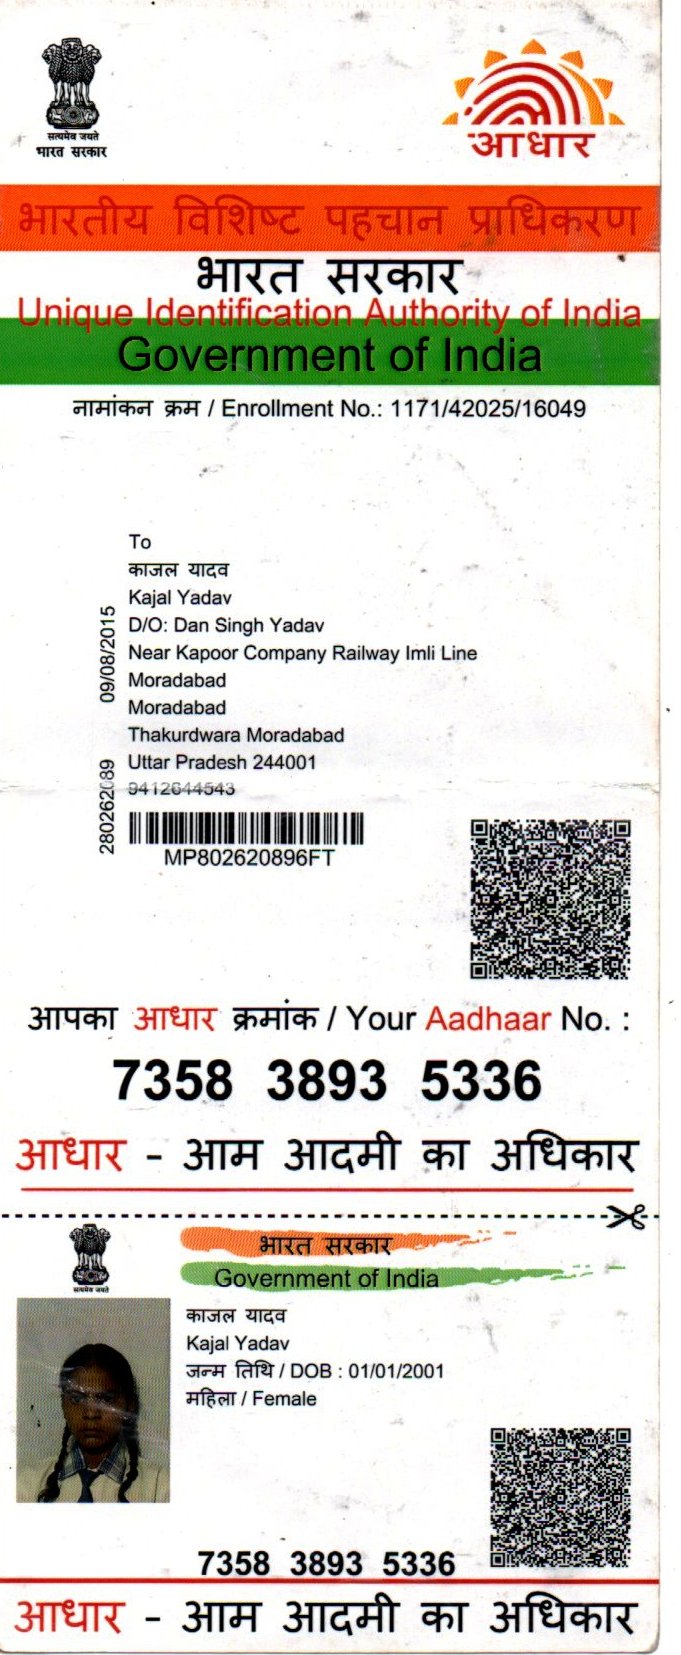 सत्यमेव जयते
भारत सरकार
आधार
भारतीय विशिष्ट पहचान प्राधिकरण
भारत सरकार
Unique Identification Authority of India
Government of India
नामांकन क्रम / Enrollment No.: 1171/42025/16049
To
काजल यादव
Kajal Yadav
D/O: Dan Singh Yadav
Near Kapoor Company Railway Imli Line
Moradabad
Moradabad
Thakurdwara Moradabad
Uttar Pradesh 244001
9412644543
09/08/2015
280262089
MP802620896FT
आपका आधार क्रमांक / Your Aadhaar No. :
7358 3893 5336
आधार - आम आदमी का अधिकार
सत्यमेव जयते
भारत सरकार
Government of India
काजल यादव
Kajal Yadav
जन्म तिथि / DOB : 01/01/2001
महिला / Female
7358 3893 5336
आधार - आम आदमी का अधिकार